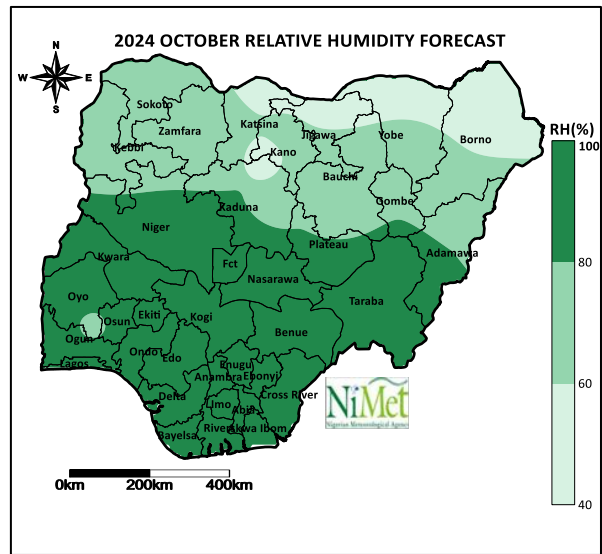 2024 OCTOBER RELATIVE HUMIDITY FORECAST
N
W E
S
RH(%)
100
80
60
40
Sokoto
Zamfara
Kebbi
Katsina
Jigawa
Kano
Yobe
Borno
Bauchi
Gombe
Kaduna
Niger
Plateau
Adamawa
Kwara
Fct
Nasarawa
Taraba
Oyo
Osun
Ekiti
Kogi
Benue
Ogun
Lagos
Ondo
Edo
Enugu
Anambra
Ebonyi
Cross River
Delta
Imo
Abia
Bayelsa
Rivers
Akwa Ibom
NiMet
Nigerian Meteorological Agency
0km 200km 400km